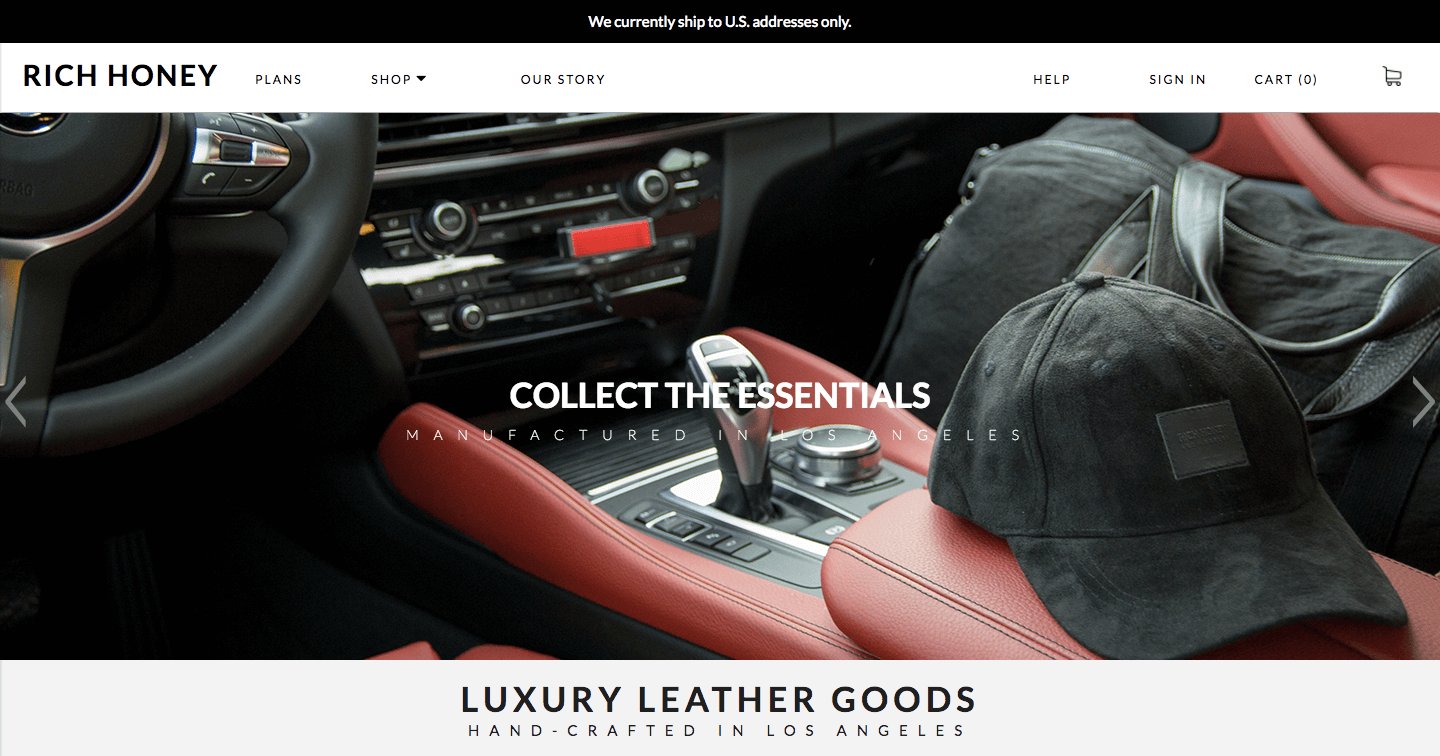 We currently ship to U.S. addresses only.
RICH HONEY PLANS SHOP OUR STORY HELP SIGN IN CART (0)
COLLECT THE ESSENTIALS
MANUFACTURED IN LOS ANGELES
LUXURY LEATHER GOODS
HAND-CRAFTED IN LOS ANGELES